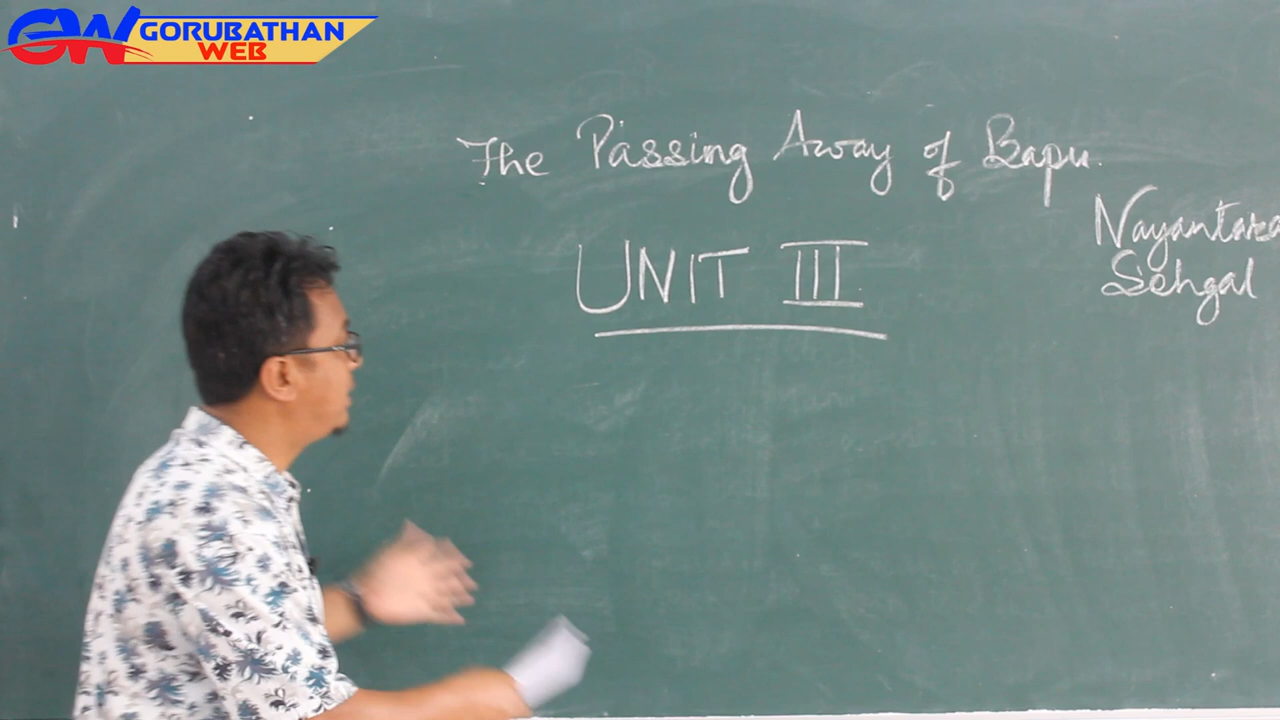 GW GORUBATHAN
WEB
The Passing Away of Bapu.
Nayantara
Sehgal
UNIT III